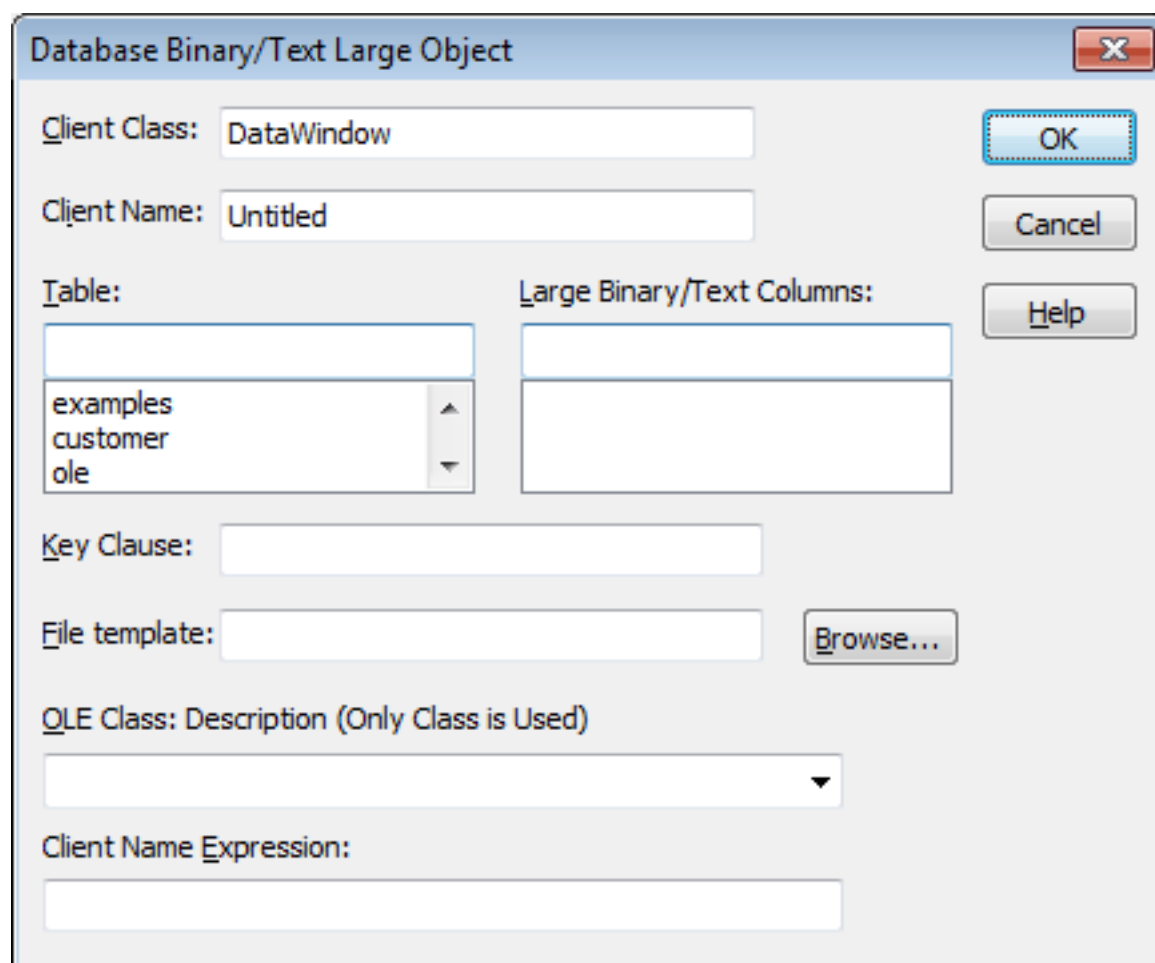 Database Binary/Text Large Object
Client Class: DataWindow OK
Client Name: Untitled Cancel
Table: Large Binary/Text Columns: Help
examples
customer
ole
Key Clause:
File template: Browse...
OLE Class: Description (Only Class is Used)
Client Name Expression: